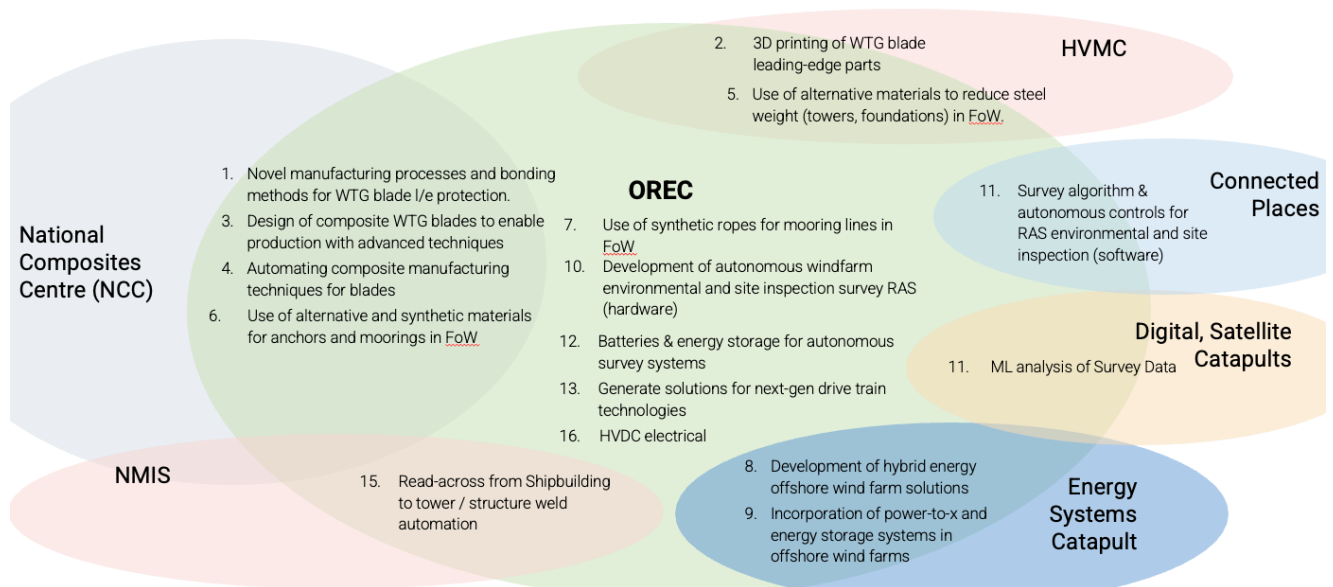 2. 3D printing of WTG blade
leading-edge parts
HVMC
5. Use of alternative materials to reduce steel
weight (towers, foundations) in FoW.
1. Novel manufacturing processes and bonding
methods for WTG blade l/e protection.
3. Design of composite WTG blades to enable
production with advanced techniques
4. Automating composite manufacturing
techniques for blades
6. Use of alternative and synthetic materials
for anchors and moorings in FoW
National
Composites
Centre (NCC)
OREC
7. Use of synthetic ropes for mooring lines in
FoW
10. Development of autonomous windfarm
environmental and site inspection survey RAS
(hardware)
12. Batteries & energy storage for autonomous
survey systems
13. Generate solutions for next-gen drive train
technologies
16. HVDC electrical
11. Survey algorithm &
autonomous controls for
RAS environmental and site
inspection (software)
Connected
Places
Digital, Satellite
Catapults
11. ML analysis of Survey Data
NMIS
15. Read-across from Shipbuilding
to tower / structure weld
automation
8. Development of hybrid energy
offshore wind farm solutions
9. Incorporation of power-to-x and
energy storage systems in
offshore wind farms
Energy
Systems
Catapult